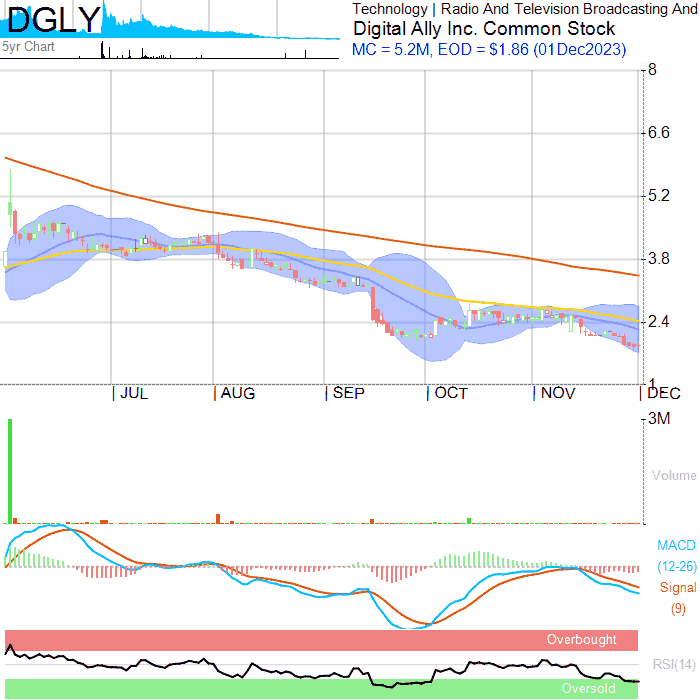 DGLY
5yr Chart
Technology | Radio And Television Broadcasting And
Digital Ally Inc. Common Stock
MC = 5.2M, EOD = $1.86 (01Dec2023)
8
6.6
5.2
3.8
2.4
1
JUL AUG SEP OCT NOV DEC
3M
Volume
MACD
(12-26)
Signal
(9)
Overbought
RSI(14)
Oversold